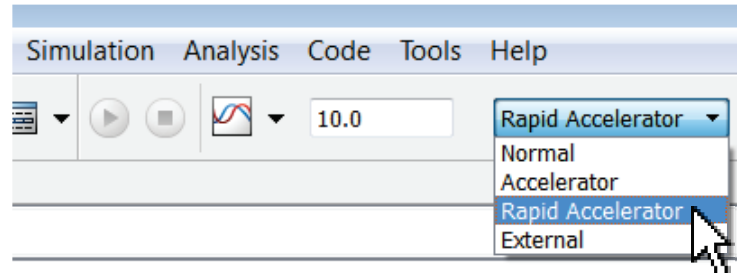 Simulation Analysis Code Tools Help
10.0 Rapid Accelerator
Normal
Accelerator
Rapid Accelerator
External